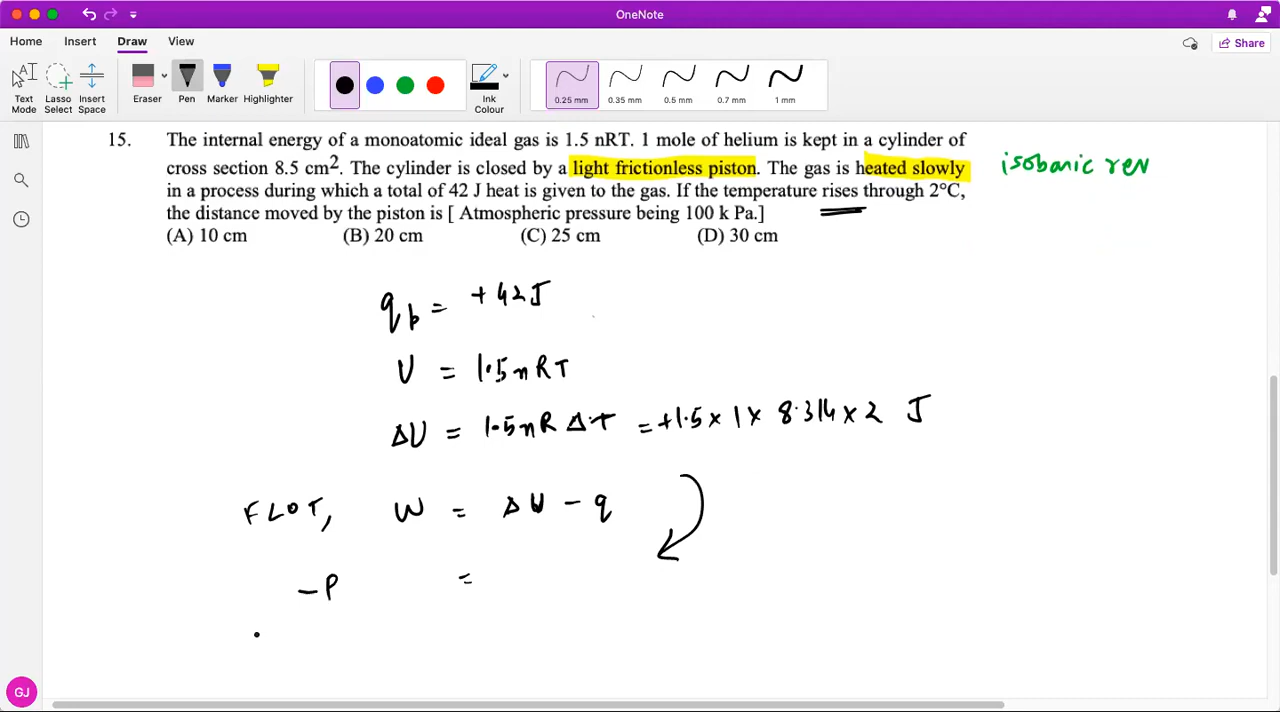 OneNote
Home Insert Draw View
Share
Text Mode
Lasso Select
Insert Space
Eraser
Pen
Marker
Highlighter
Ink Colour
0.25 mm
0.35 mm
0.5 mm
0.7 mm
1 mm
15. The internal energy of a monoatomic ideal gas is 1.5 nRT. 1 mole of helium is kept in a cylinder of
cross section 8.5 cm². The cylinder is closed by a light frictionless piston. The gas is heated slowly
isobaric rev
in a process during which a total of 42 J heat is given to the gas. If the temperature rises through 2°C,
the distance moved by the piston is [ Atmospheric pressure being 100 k Pa.]
(A) 10 cm (B) 20 cm (C) 25 cm (D) 30 cm
qp = +42J
U = 1.5nRT
ΔU = 1.5nR ΔT = +1.5 × 1 × 8.314 × 2 J
FLOT, W = ΔU - q
-P =
GJ